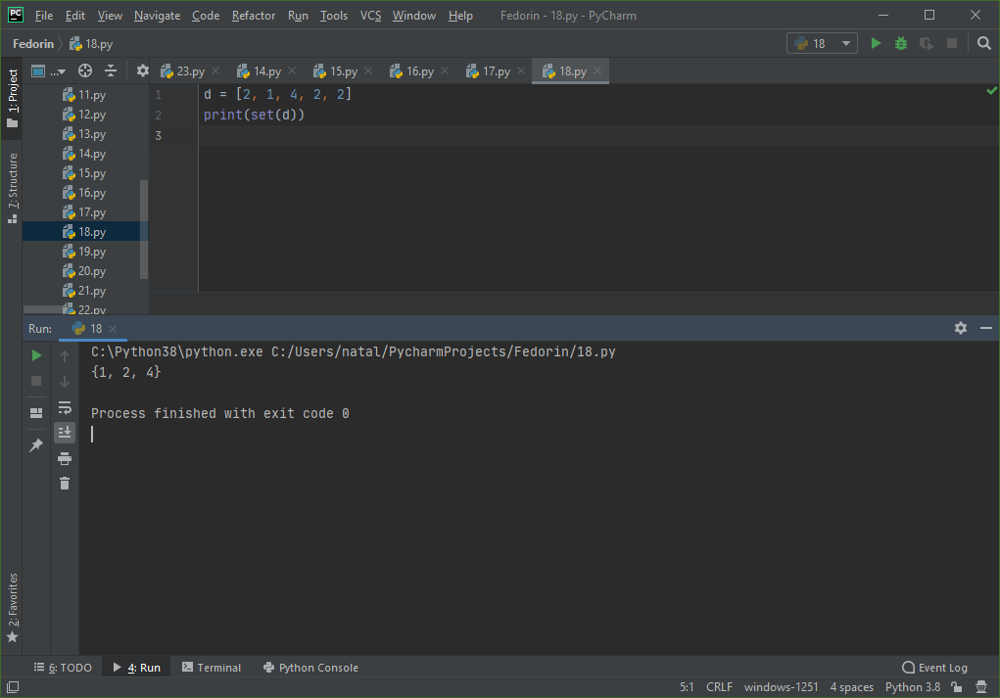 PC File Edit View Navigate Code Refactor Run Tools VCS Window Help Fedorin - 18.py - PyCharm
Fedorin 18.py 18
1: Project
... 23.py 14.py 15.py 16.py 17.py 18.py
11.py
12.py
13.py
14.py
15.py
16.py
17.py
18.py
19.py
20.py
21.py
22.py
7: Structure
1 d = [2, 1, 4, 2, 2]
2 print(set(d))
3
Run: 18
C:\Python38\python.exe C:/Users/natal/PycharmProjects/Fedorin/18.py
{1, 2, 4}
Process finished with exit code 0
2: Favorites
6: TODO 4: Run Terminal Python Console Event Log
5:1 CRLF windows-1251 4 spaces Python 3.8